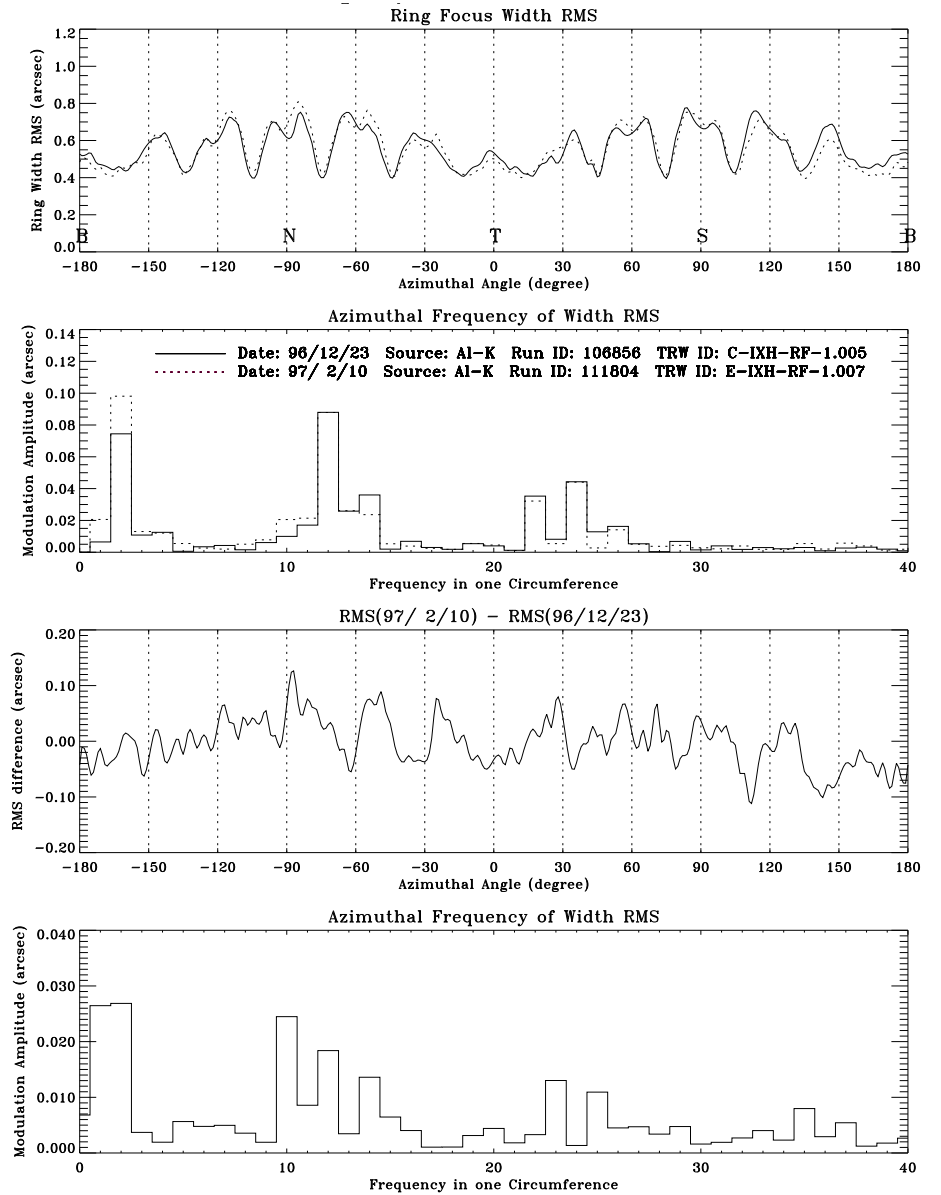 Ring Focus Width RMS
Ring Width RMS (arcsec)
1.2
1.0
0.8
0.6
0.4
0.2
0.0
B N T S B
−180 −150 −120 −90 −60 −30 0 30 60 90 120 150 180
Azimuthal Angle (degree)
Azimuthal Frequency of Width RMS
Modulation Amplitude (arcsec)
0.14
0.12
0.10
0.08
0.06
0.04
0.02
0.00
Date: 96/12/23 Source: Al-K Run ID: 106856 TRW ID: C-IXH-RF-1.005
Date: 97/ 2/10 Source: Al-K Run ID: 111804 TRW ID: E-IXH-RF-1.007
0 10 20 30 40
Frequency in one Circumference
RMS(97/ 2/10) − RMS(96/12/23)
RMS difference (arcsec)
0.20
0.10
0.00
−0.10
−0.20
−180 −150 −120 −90 −60 −30 0 30 60 90 120 150 180
Azimuthal Angle (degree)
Azimuthal Frequency of Width RMS
Modulation Amplitude (arcsec)
0.040
0.030
0.020
0.010
0.000
0 10 20 30 40
Frequency in one Circumference